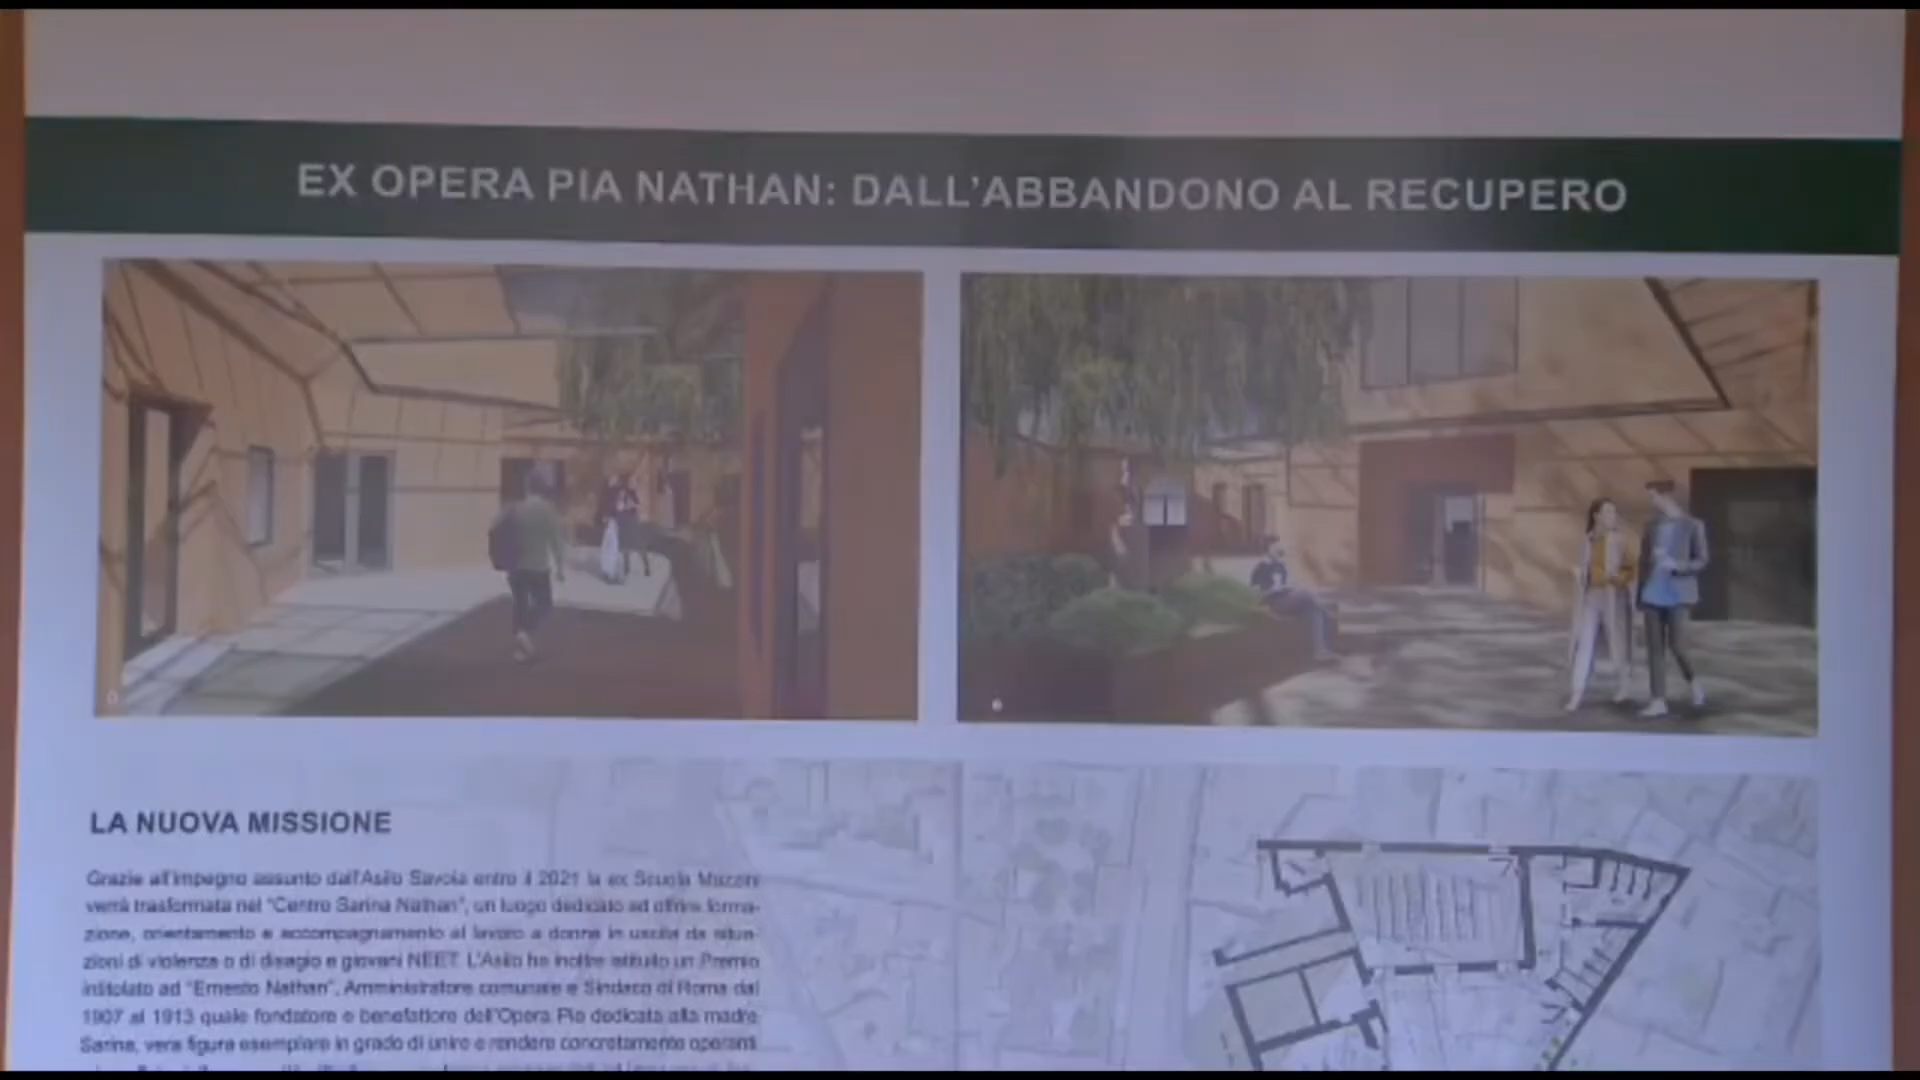 EX OPERA PIA NATHAN: DALL'ABBANDONO AL RECUPERO
LA NUOVA MISSIONE
Grazie all'impegno assunto dall'Asilo Savoia entro il 2021 la ex Scuola
verrà trasformata nel "Centro Sarina Nathan", un luogo dedicato ad offrire forma-
zione, orientamento e accompagnamento al lavoro a donne in uscita da situa-
zioni di violenza o di disagio e giovani NEET. L'Asilo ha inoltre istituito un Premio
intitolato ad "Ernesto Nathan", Amministratore comunale e Sindaco di Roma dal
1907 al 1913 quale fondatore e benefattore dell'Opera Pia dedicata alla madre
Sarina, vera figura esemplare in grado di unire e rendere concretamente operanti